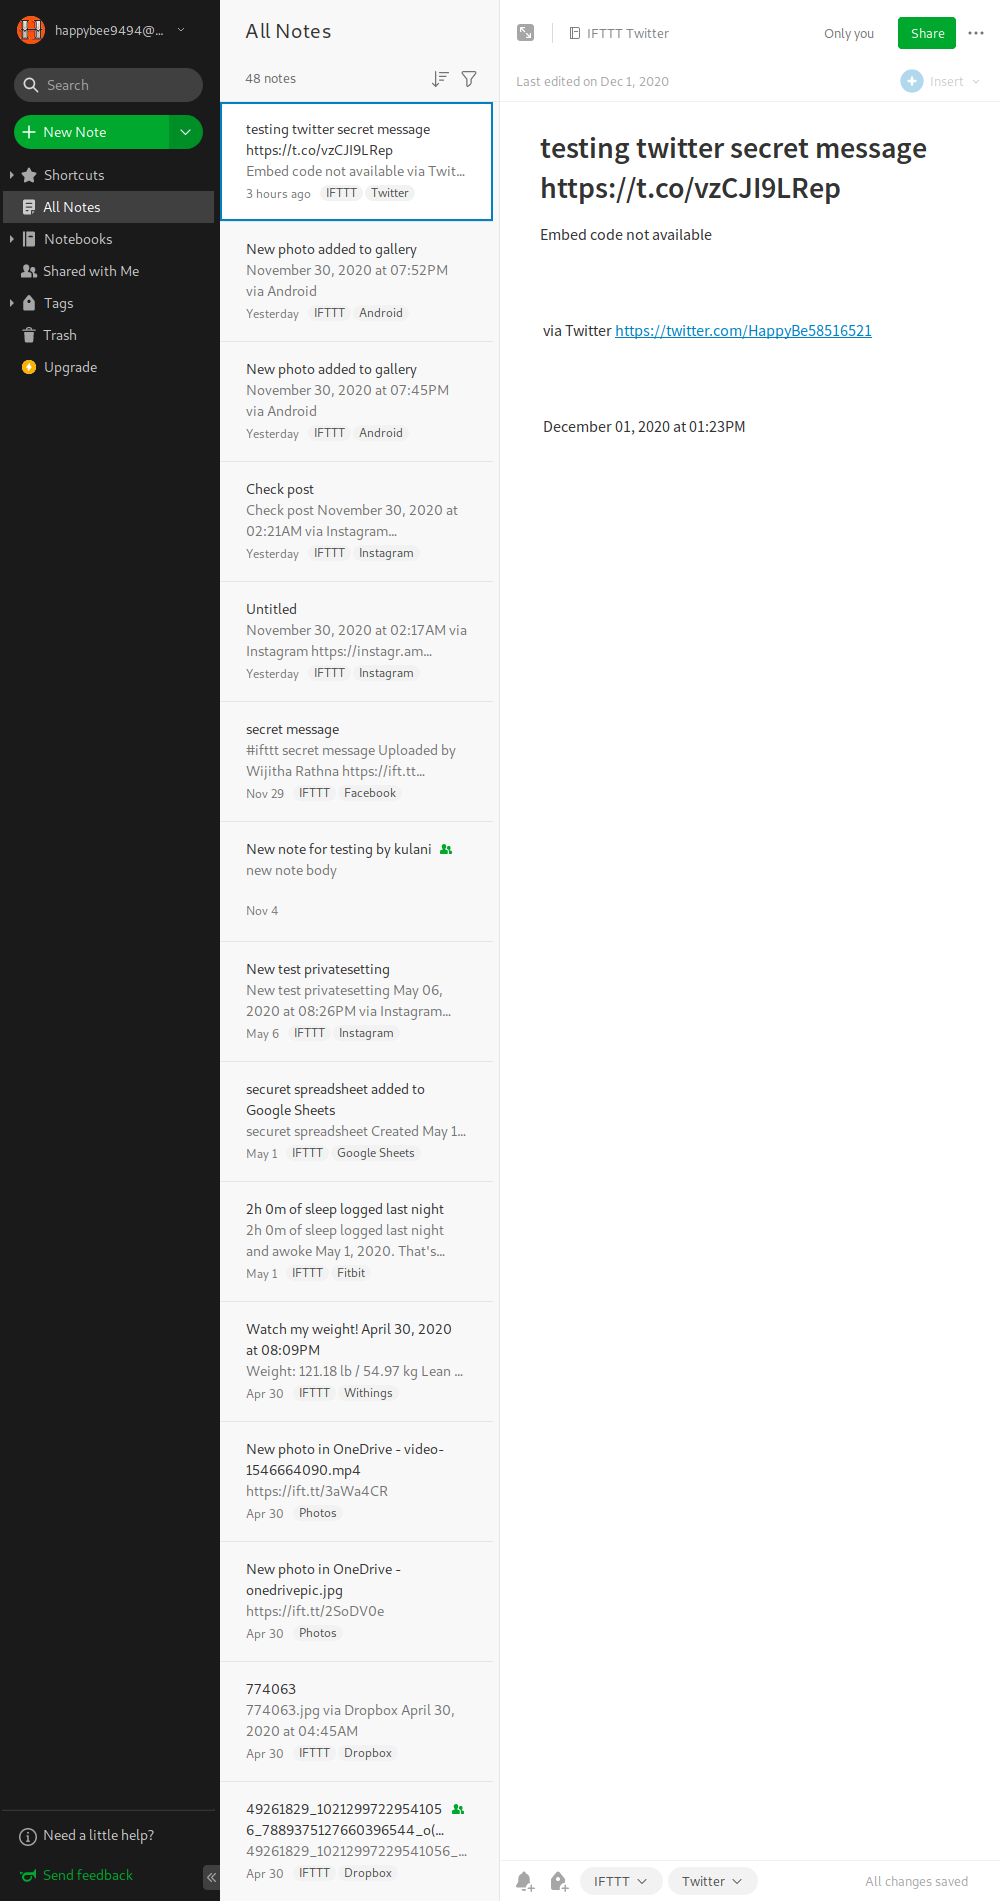 happybee9494@...
Search
New Note
Shortcuts
All Notes
Notebooks
Shared with Me
Tags
Trash
Upgrade
Need a little help?
Send feedback
All Notes
48 notes
testing twitter secret message
https://t.co/vzCJI9LRep
Embed code not available via Twit...
3 hours ago IFTTT Twitter
New photo added to gallery
November 30, 2020 at 07:52PM
via Android
Yesterday IFTTT Android
New photo added to gallery
November 30, 2020 at 07:45PM
via Android
Yesterday IFTTT Android
Check post
Check post November 30, 2020 at
02:21AM via Instagram...
Yesterday IFTTT Instagram
Untitled
November 30, 2020 at 02:17AM via
Instagram https://instagr.am...
Yesterday IFTTT Instagram
secret message
#ifttt secret message Uploaded by
Wijitha Rathna https://ift.tt...
Nov 29 IFTTT Facebook
New note for testing by kulani
new note body
Nov 4
New test privatesetting
New test privatesetting May 06,
2020 at 08:26PM via Instagram...
May 6 IFTTT Instagram
securet spreadsheet added to
Google Sheets
securet spreadsheet Created May 1...
May 1 IFTTT Google Sheets
2h 0m of sleep logged last night
2h 0m of sleep logged last night
and awoke May 1, 2020. That's...
May 1 IFTTT Fitbit
Watch my weight! April 30, 2020
at 08:09PM
Weight: 121.18 lb / 54.97 kg Lean ...
Apr 30 IFTTT Withings
New photo in OneDrive - video-
1546664090.mp4
https://ift.tt/3aWa4CR
Apr 30 Photos
New photo in OneDrive -
onedrivepic.jpg
https://ift.tt/2SoDV0e
Apr 30 Photos
774063
774063.jpg via Dropbox April 30,
2020 at 04:45AM
Apr 30 IFTTT Dropbox
49261829_1021299722954105
6_7889375127660396544_o(...
49261829_10212997229541056_...
Apr 30 IFTTT Dropbox
IFTTT Twitter
Only you
Share
Last edited on Dec 1, 2020
Insert
testing twitter secret message
https://t.co/vzCJI9LRep
Embed code not available
via Twitter https://twitter.com/HappyBe58516521
December 01, 2020 at 01:23PM
IFTTT
Twitter
All changes saved